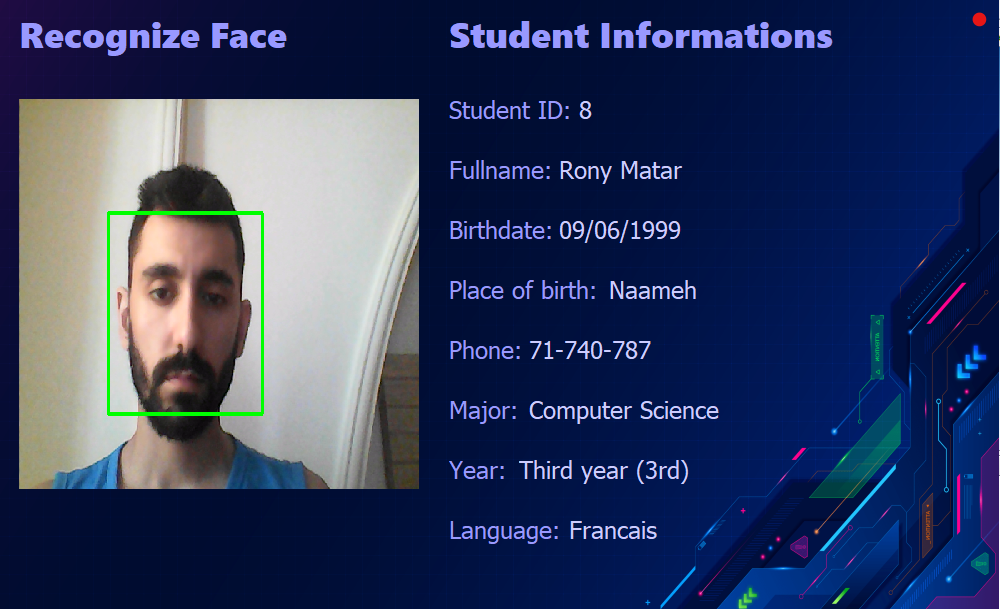 Recognize Face
Student Informations
Student ID: 8
Fullname: Rony Matar
Birthdate: 09/06/1999
Place of birth: Naameh
Phone: 71-740-787
Major: Computer Science
Year: Third year (3rd)
Language: Francais